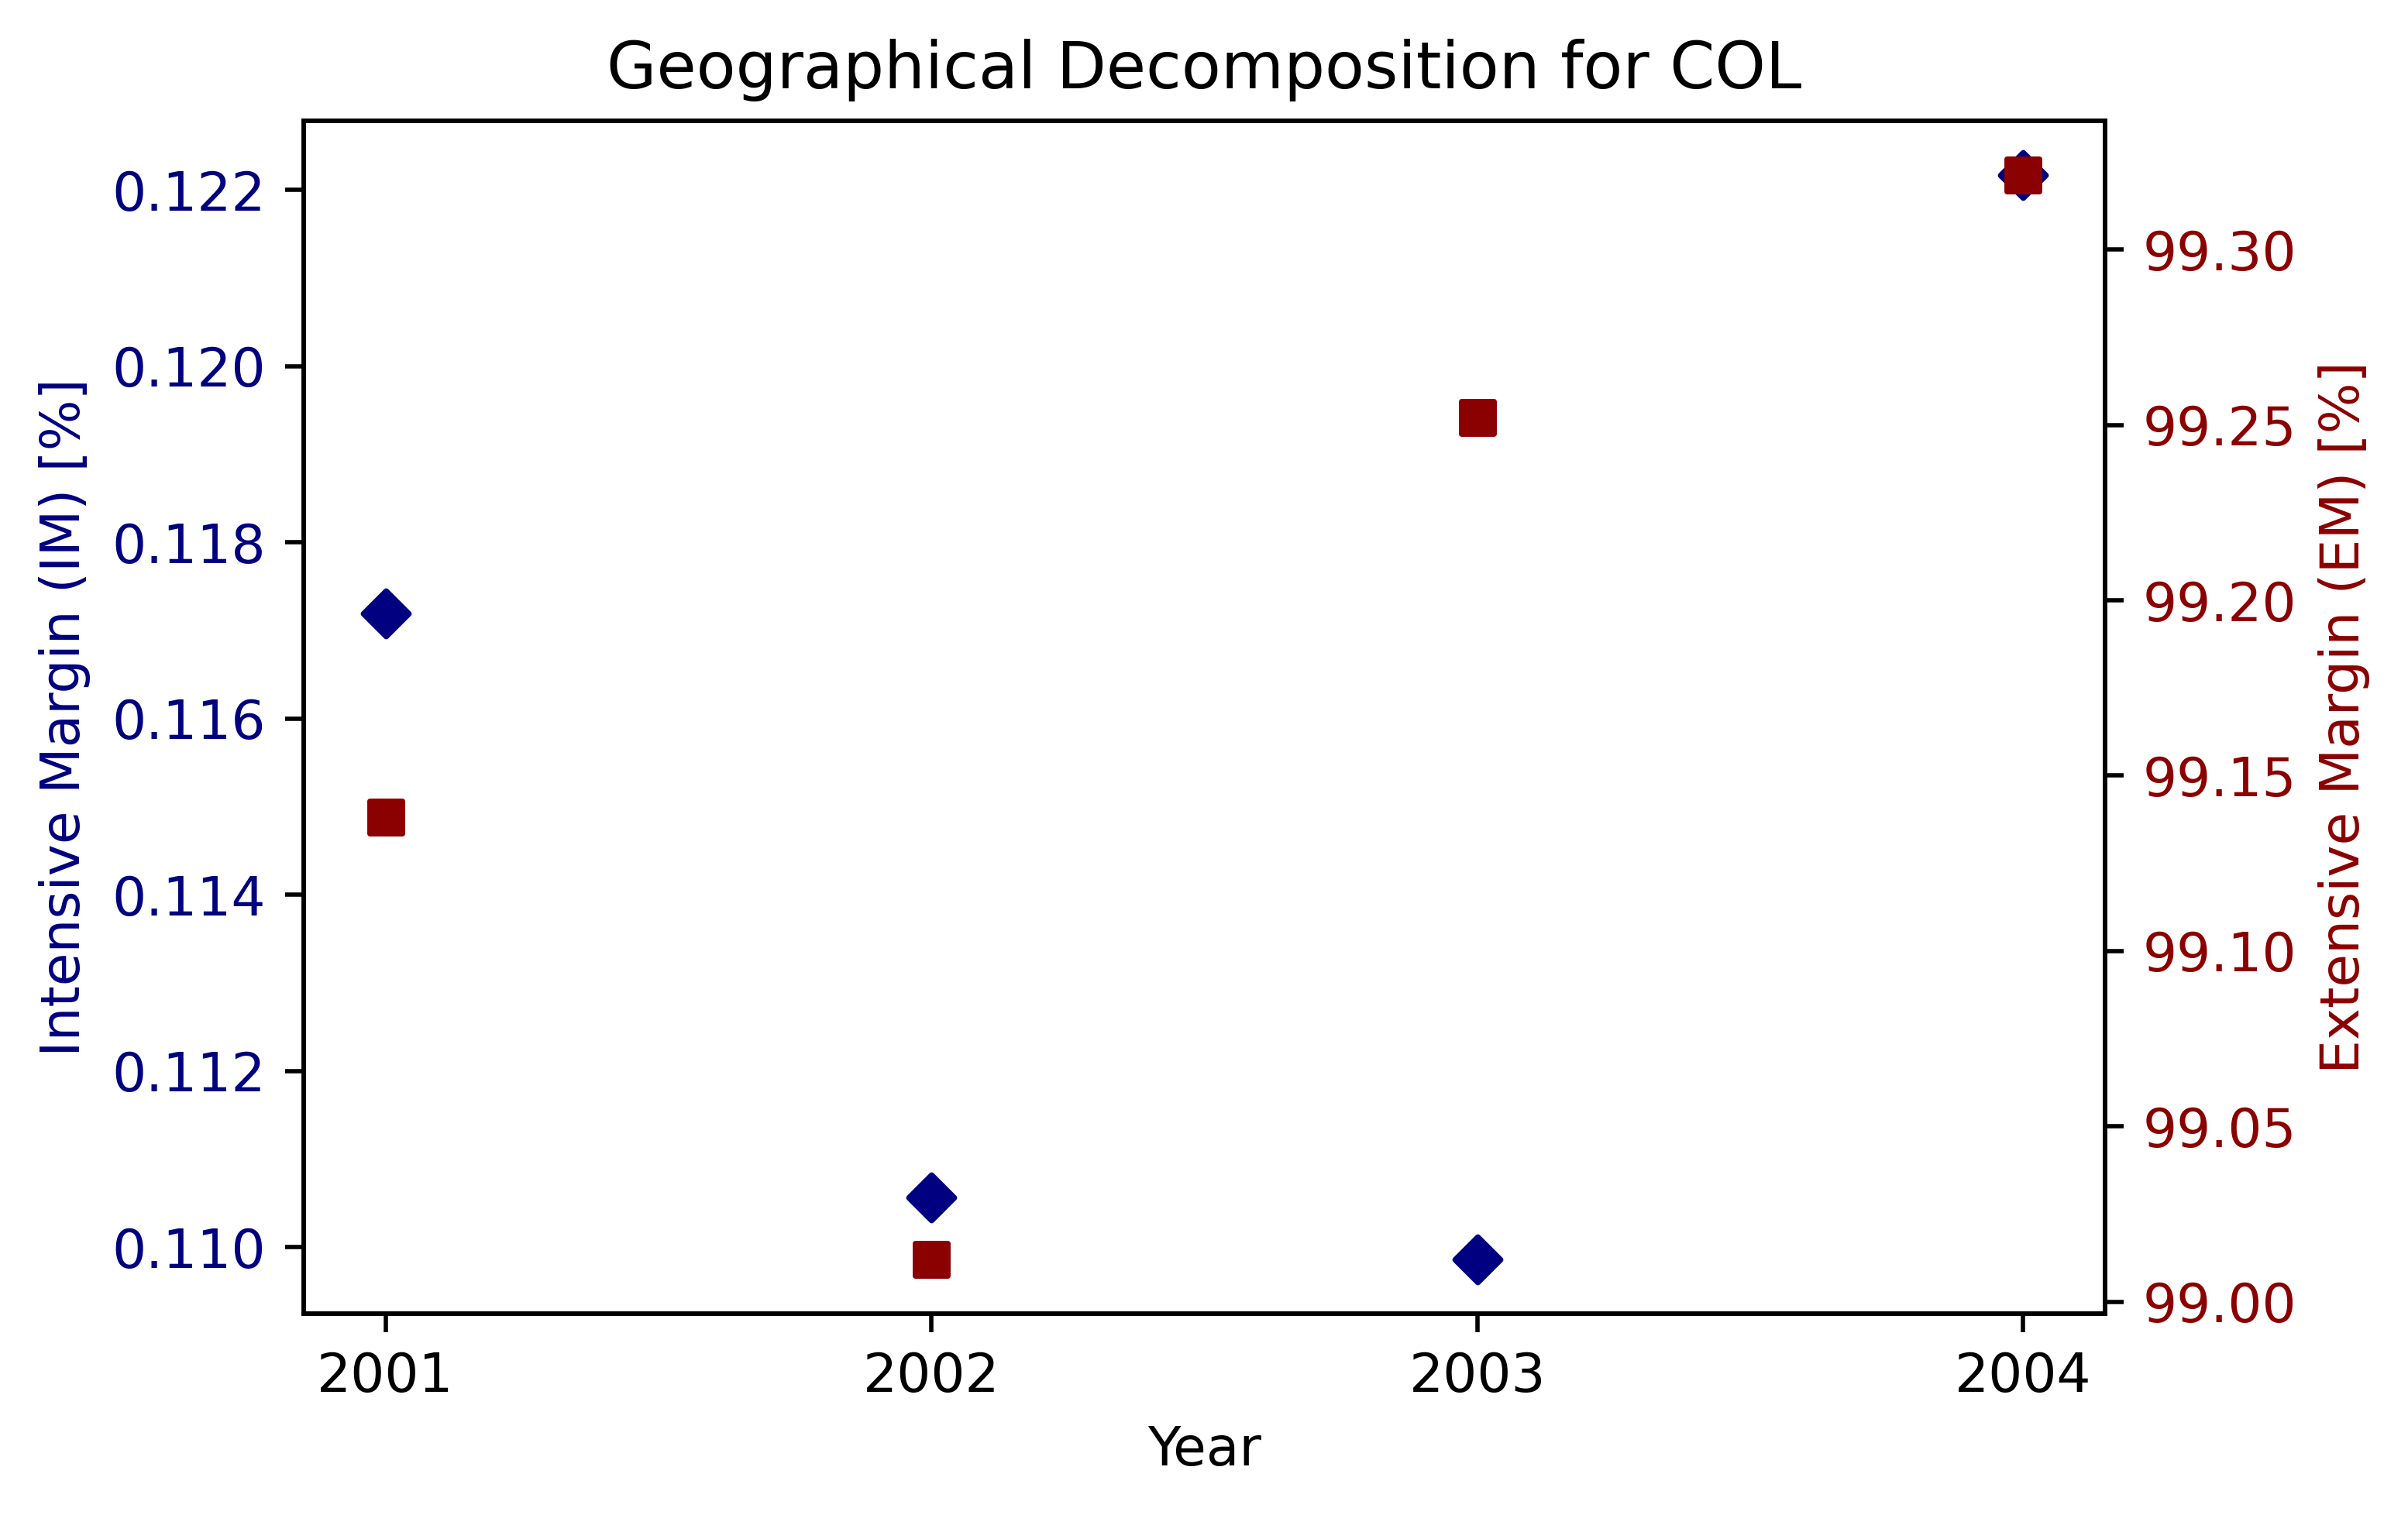 Geographical Decomposition for COL
Intensive Margin (IM) [%]
0.122
0.120
0.118
0.116
0.114
0.112
0.110
99.30
99.25
99.20
99.15
99.10
99.05
99.00
Extensive Margin (EM) [%]
2001 2002 2003 2004
Year